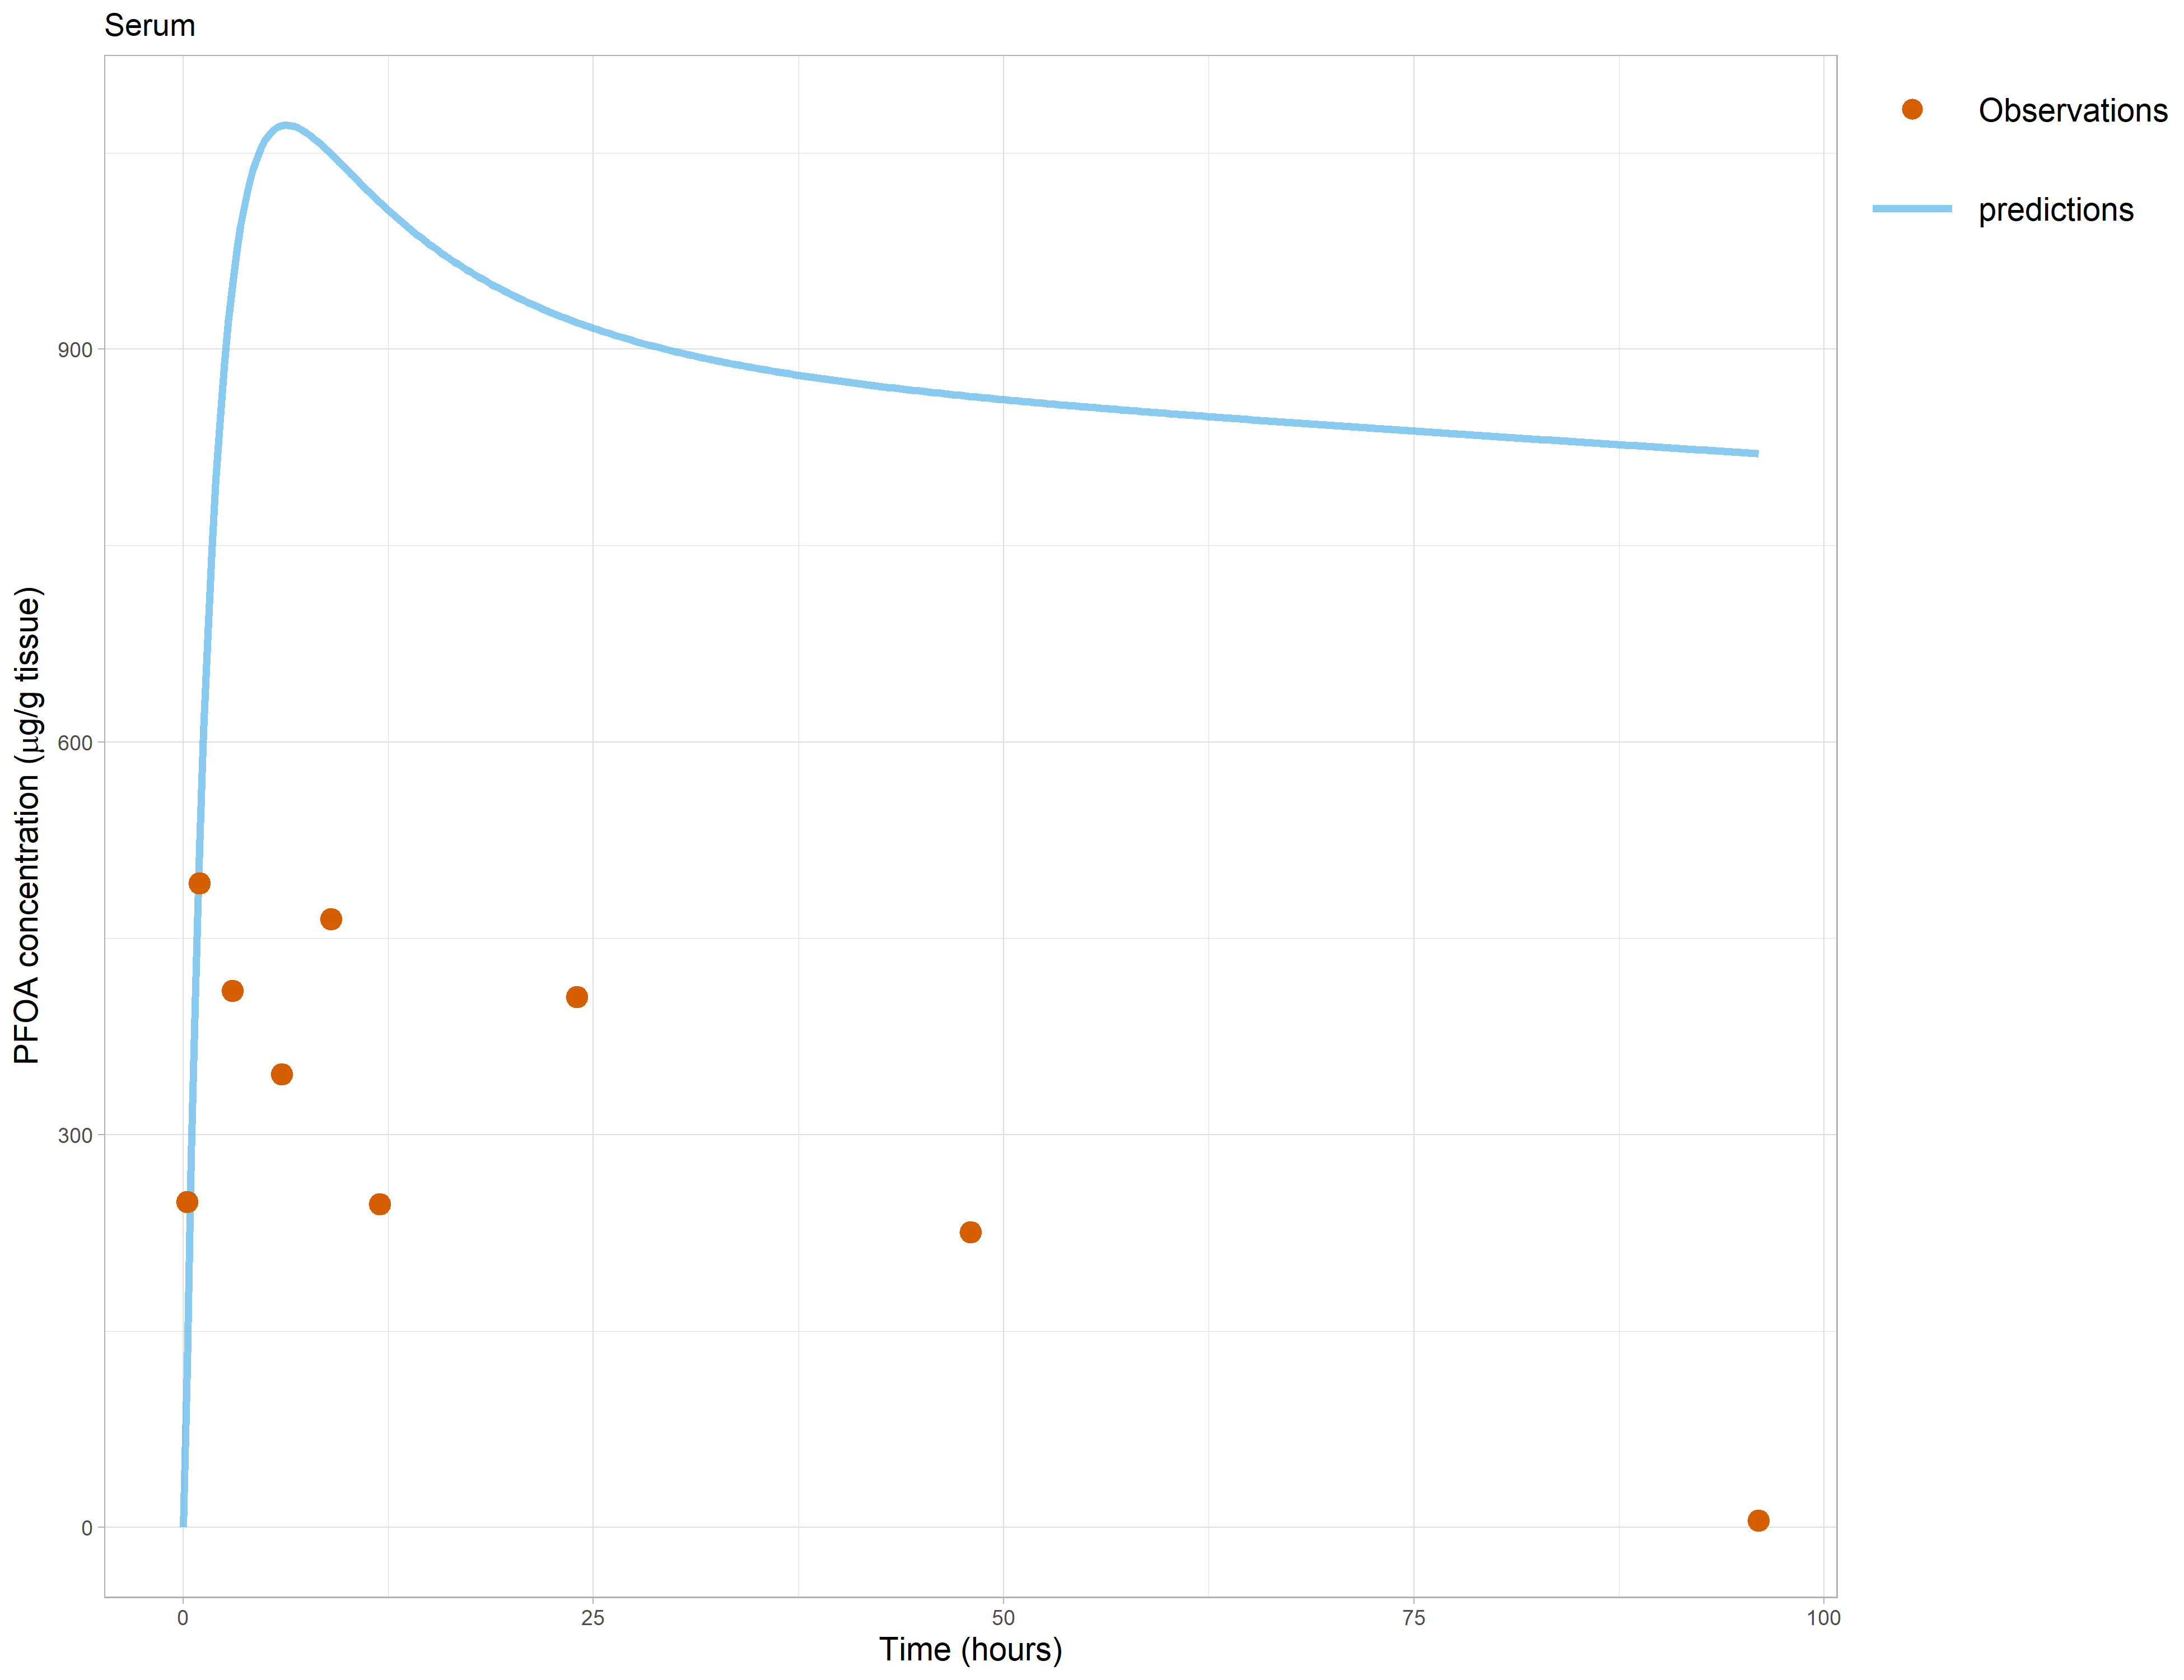 Serum
Observations
predictions
PFOA concentration (μg/g tissue)
900
600
300
0
0 25 50 75 100
Time (hours)